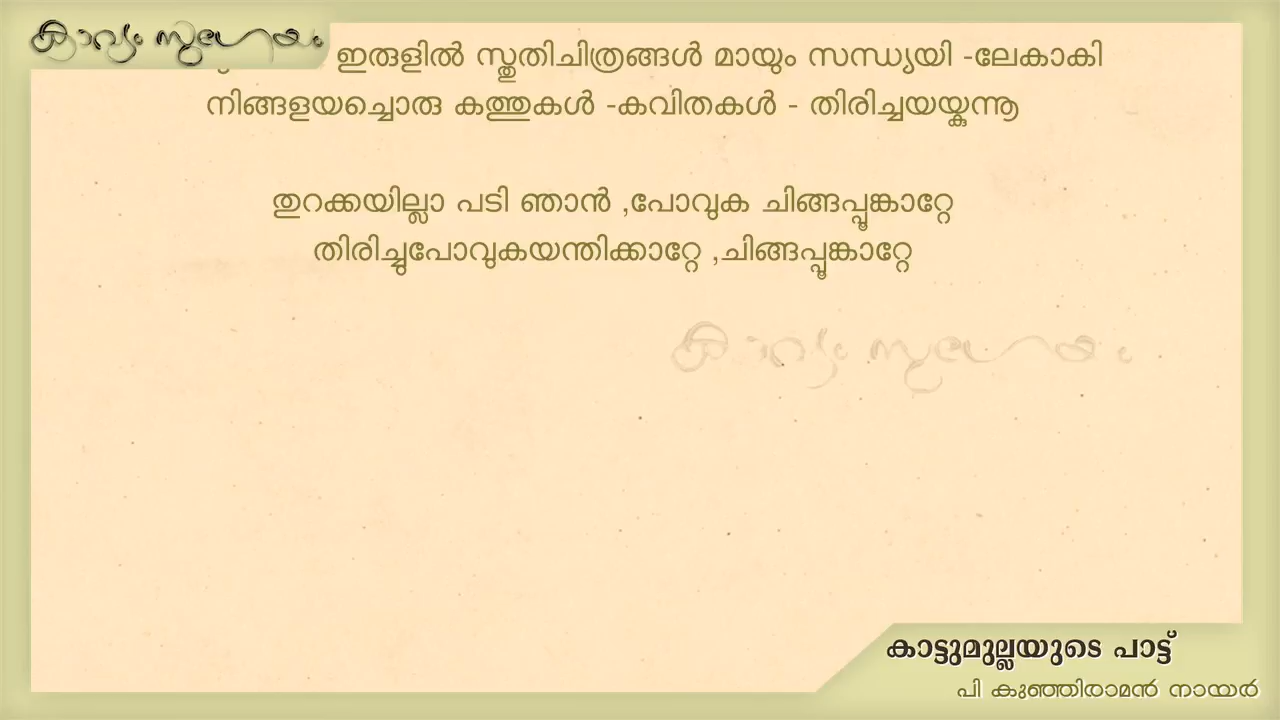 കാവ്യം സുഗേയം
ഇരുളിൽ സ്തുതിചിത്രങ്ങൾ മായും സന്ധ്യയി -ലേകാകി
നിങ്ങളയച്ചൊരു കത്തുകൾ -കവിതകൾ - തിരിച്ചയയ്ക്കുന്നൂ
തുറക്കയില്ലാ പടി ഞാൻ ,പോവുക ചിങ്ങപ്പൂങ്കാറ്റേ
തിരിച്ചുപോവുകയന്തിക്കാറ്റേ ,ചിങ്ങപ്പൂങ്കാറ്റേ
കാവ്യം സുഗേയം
കാട്ടുമുല്ലയുടെ പാട്ട്
പി കുഞ്ഞിരാമൻ നായർ